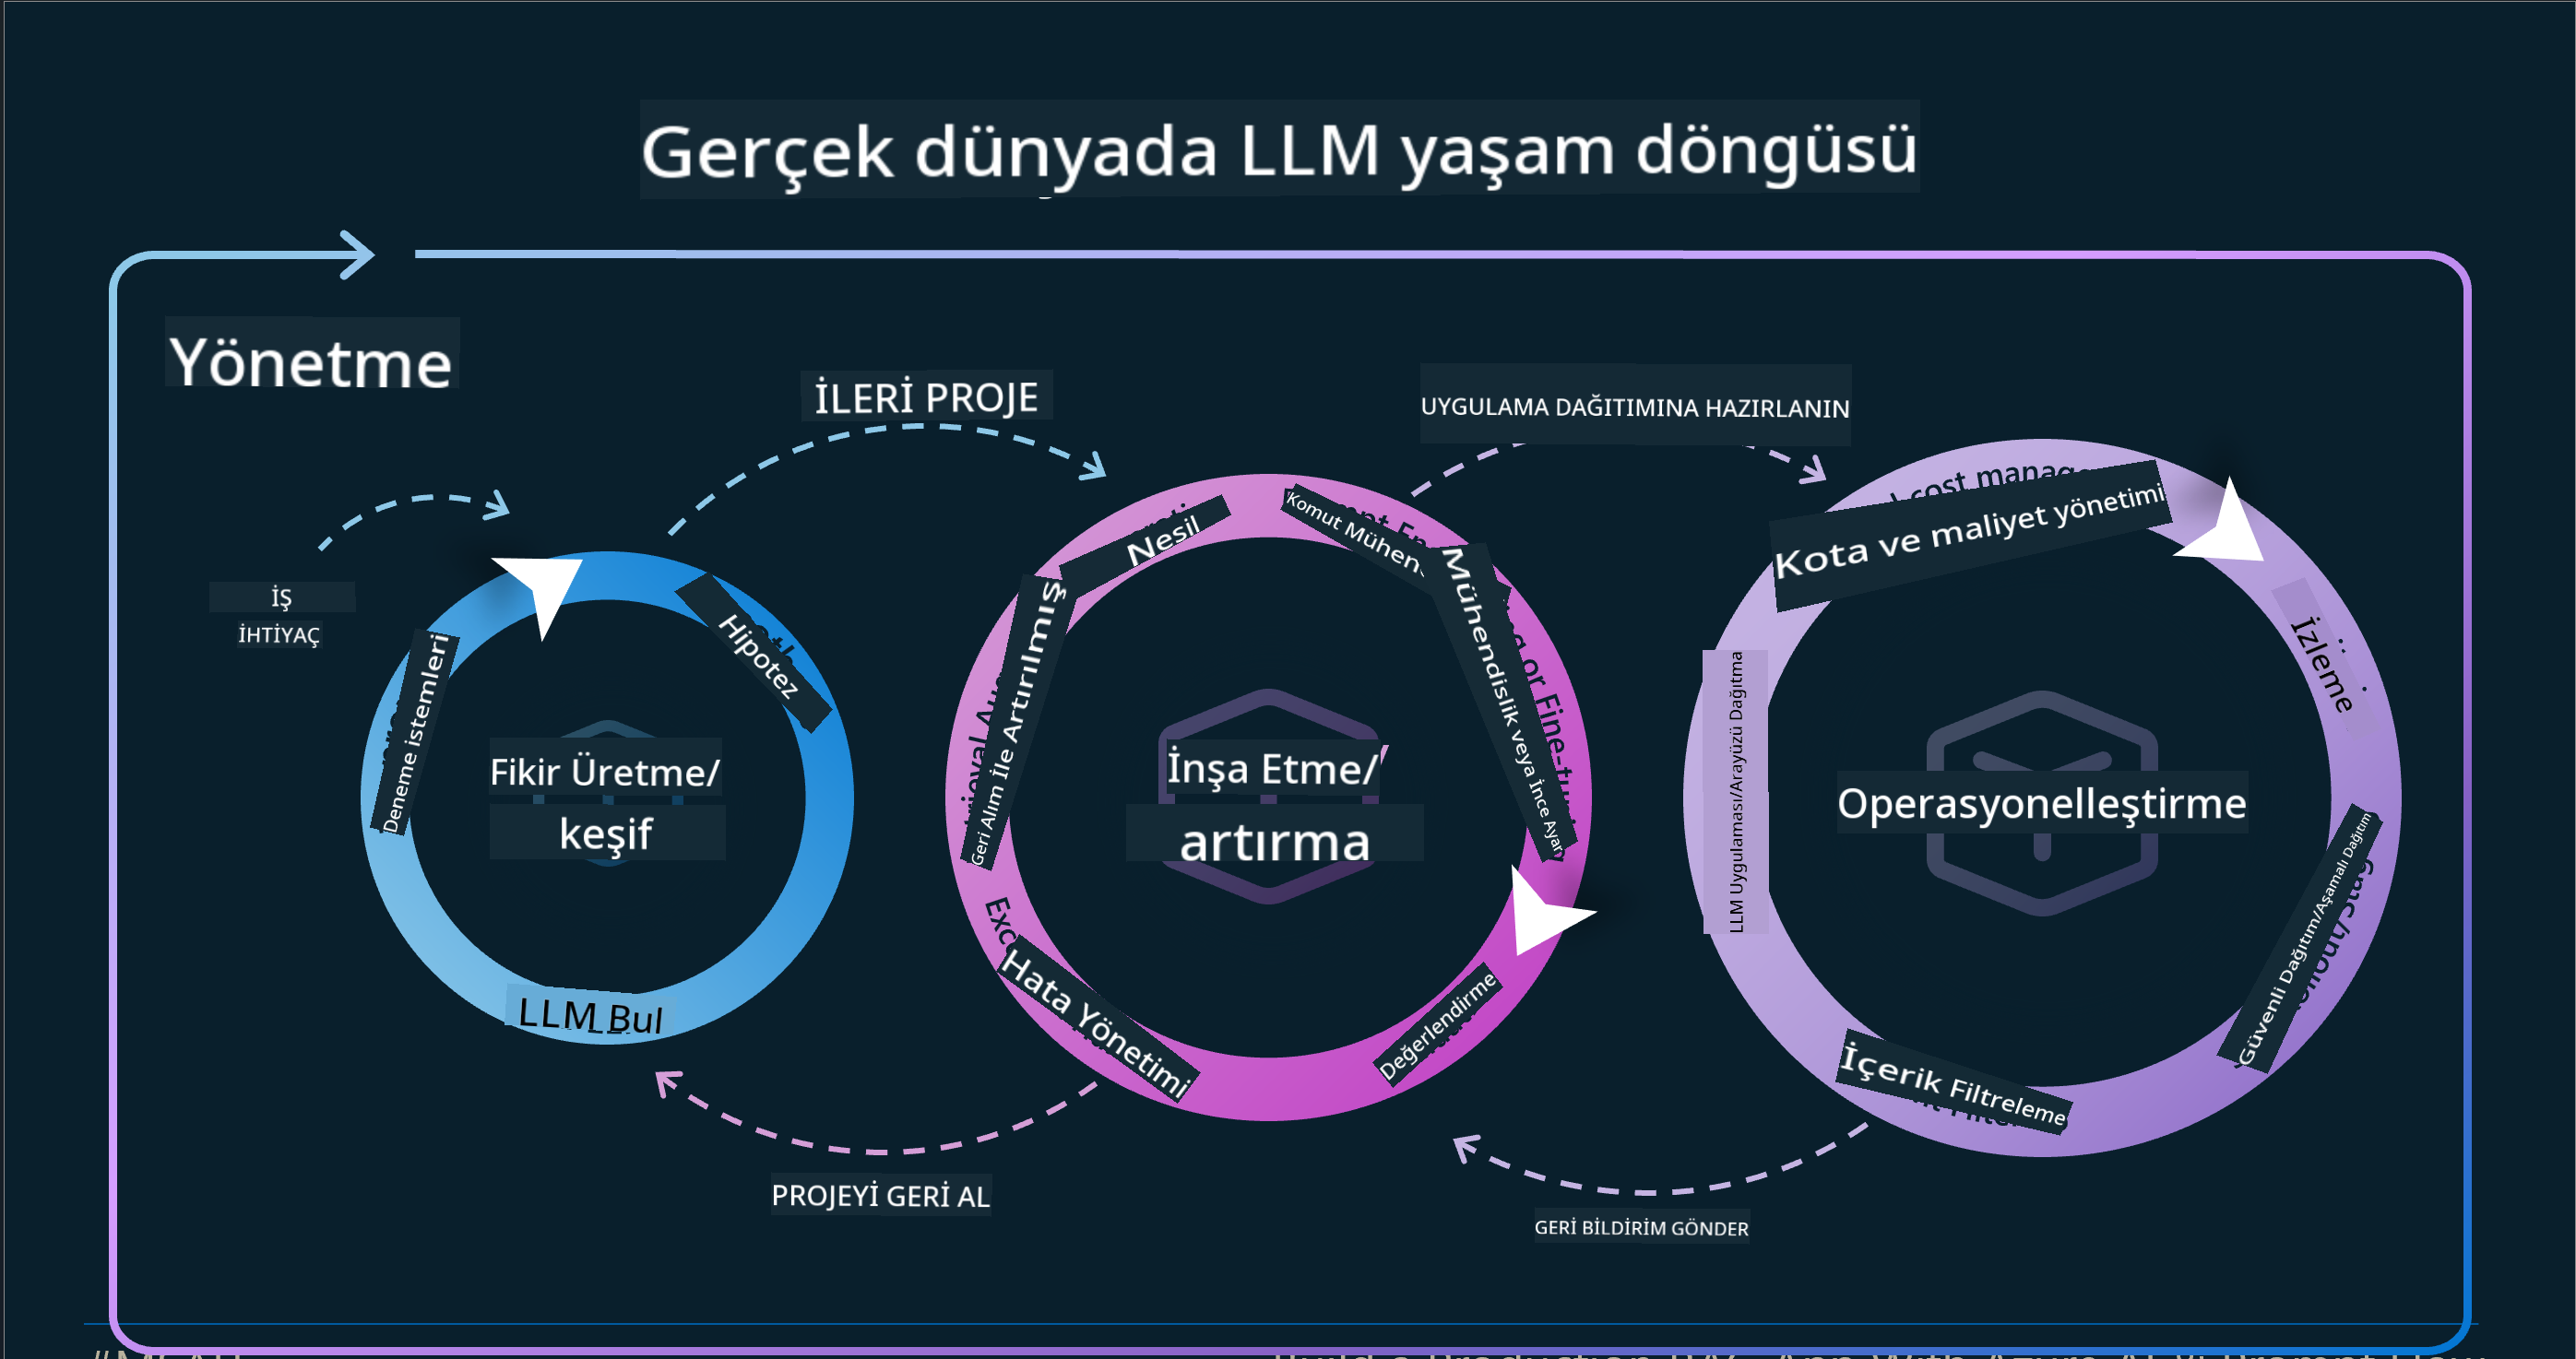 Gerçek dünyada LLM yaşam döngüsü
Yönetme
İLERİ PROJE
UYGULAMA DAĞITIMINA HAZIRLANIN
İŞ
İHTİYAÇ
Deneme istemleri
Hipotez
Fikir Üretme/
keşif
LLM Bul
Geri Alım İle Artırılmış
Nesil
Komut Mühen
Mühendislik veya İnce Ayar
İnşa Etme/
artırma
Hata Yönetimi
Değerlendirme
cost manag
Kota ve maliyet yönetimi
İzleme
LLM Uygulaması/Arayüzü Dağıtma
Operasyonelleştirme
Güvenli Dağıtım/Aşamalı Dağıtım
İçerik Filtreleme
PROJEYİ GERİ AL
GERİ BİLDİRİM GÖNDER